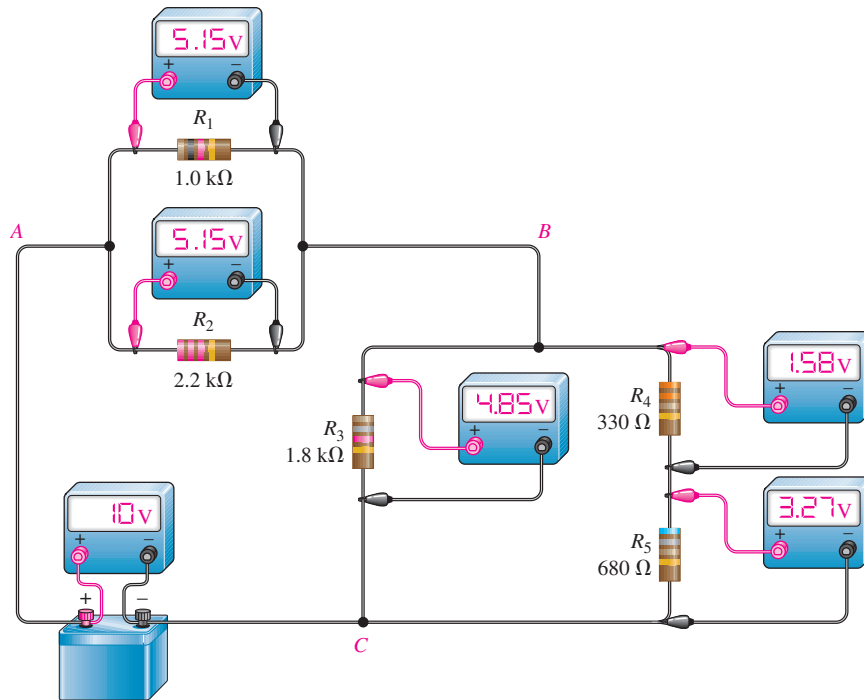 5.15V
+ −
R1
1.0 kΩ
A
B
5.15V
+ −
R2
2.2 kΩ
1.58V
+ −
4.85V
+ −
R4
330 Ω
R3
1.8 kΩ
10V
+ −
3.27V
+ −
R5
680 Ω
+ −
C